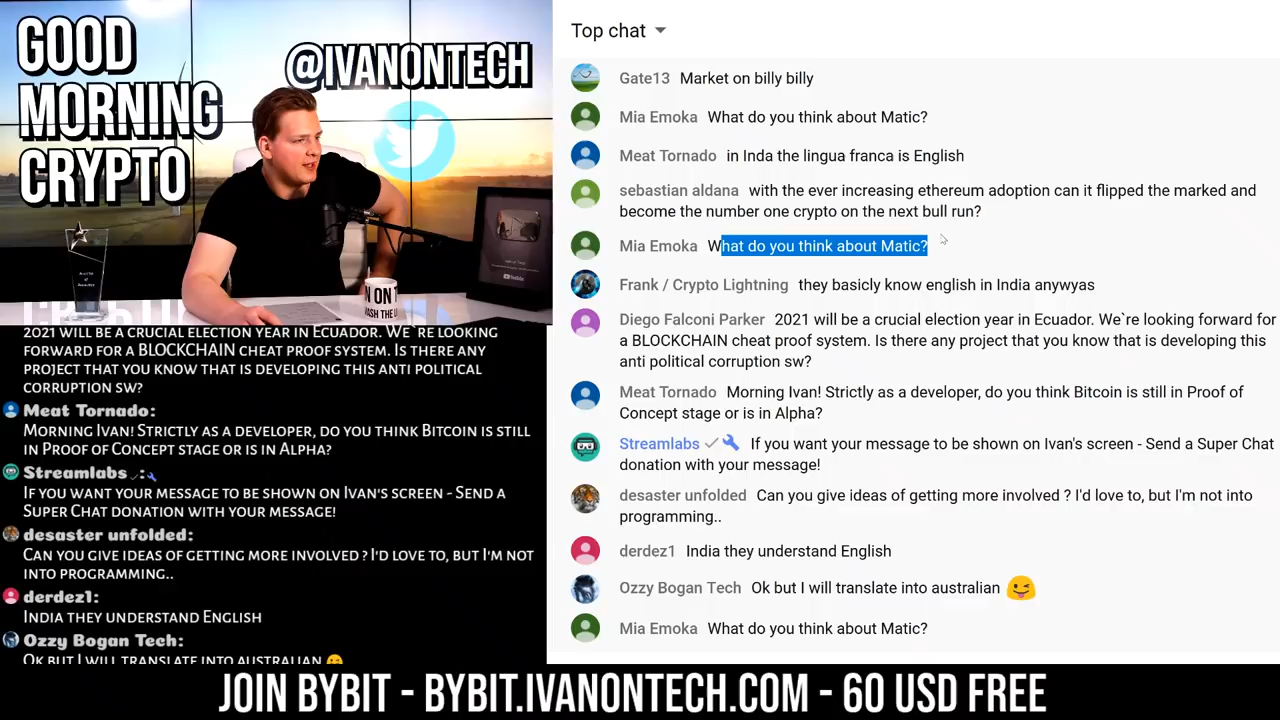 GOOD
MORNING
CRYPTO
@IVANONTECH
YouTube
N ON T
2021 will be a crucial election year in Ecuador. We`re looking
forward for a BLOCKCHAIN cheat proof system. Is there any
project that you know that is developing this anti political
corruption sw?
Meat Tornado:
Morning Ivan! Strictly as a developer, do you think Bitcoin is still
in Proof of Concept stage or is in Alpha?
Streamlabs :
If you want your message to be shown on Ivan's screen - Send a
Super Chat donation with your message!
desaster unfolded:
Can you give ideas of getting more involved ? I'd love to, but I'm not
into programming..
derdez1:
India they understand English
Ozzy Bogan Tech:
Ok but I will translate into australian 😜
Top chat
Gate13 Market on billy billy
Mia Emoka What do you think about Matic?
Meat Tornado in Inda the lingua franca is English
sebastian aldana with the ever increasing ethereum adoption can it flipped the marked and
become the number one crypto on the next bull run?
Mia Emoka What do you think about Matic?
Frank / Crypto Lightning they basicly know english in India anywyas
Diego Falconi Parker 2021 will be a crucial election year in Ecuador. We`re looking forward for
a BLOCKCHAIN cheat proof system. Is there any project that you know that is developing this
anti political corruption sw?
Meat Tornado Morning Ivan! Strictly as a developer, do you think Bitcoin is still in Proof of
Concept stage or is in Alpha?
Streamlabs If you want your message to be shown on Ivan's screen - Send a Super Chat
donation with your message!
desaster unfolded Can you give ideas of getting more involved ? I'd love to, but I'm not into
programming..
derdez1 India they understand English
Ozzy Bogan Tech Ok but I will translate into australian 😜
Mia Emoka What do you think about Matic?
JOIN BYBIT - BYBIT.IVANONTECH.COM - 60 USD FREE